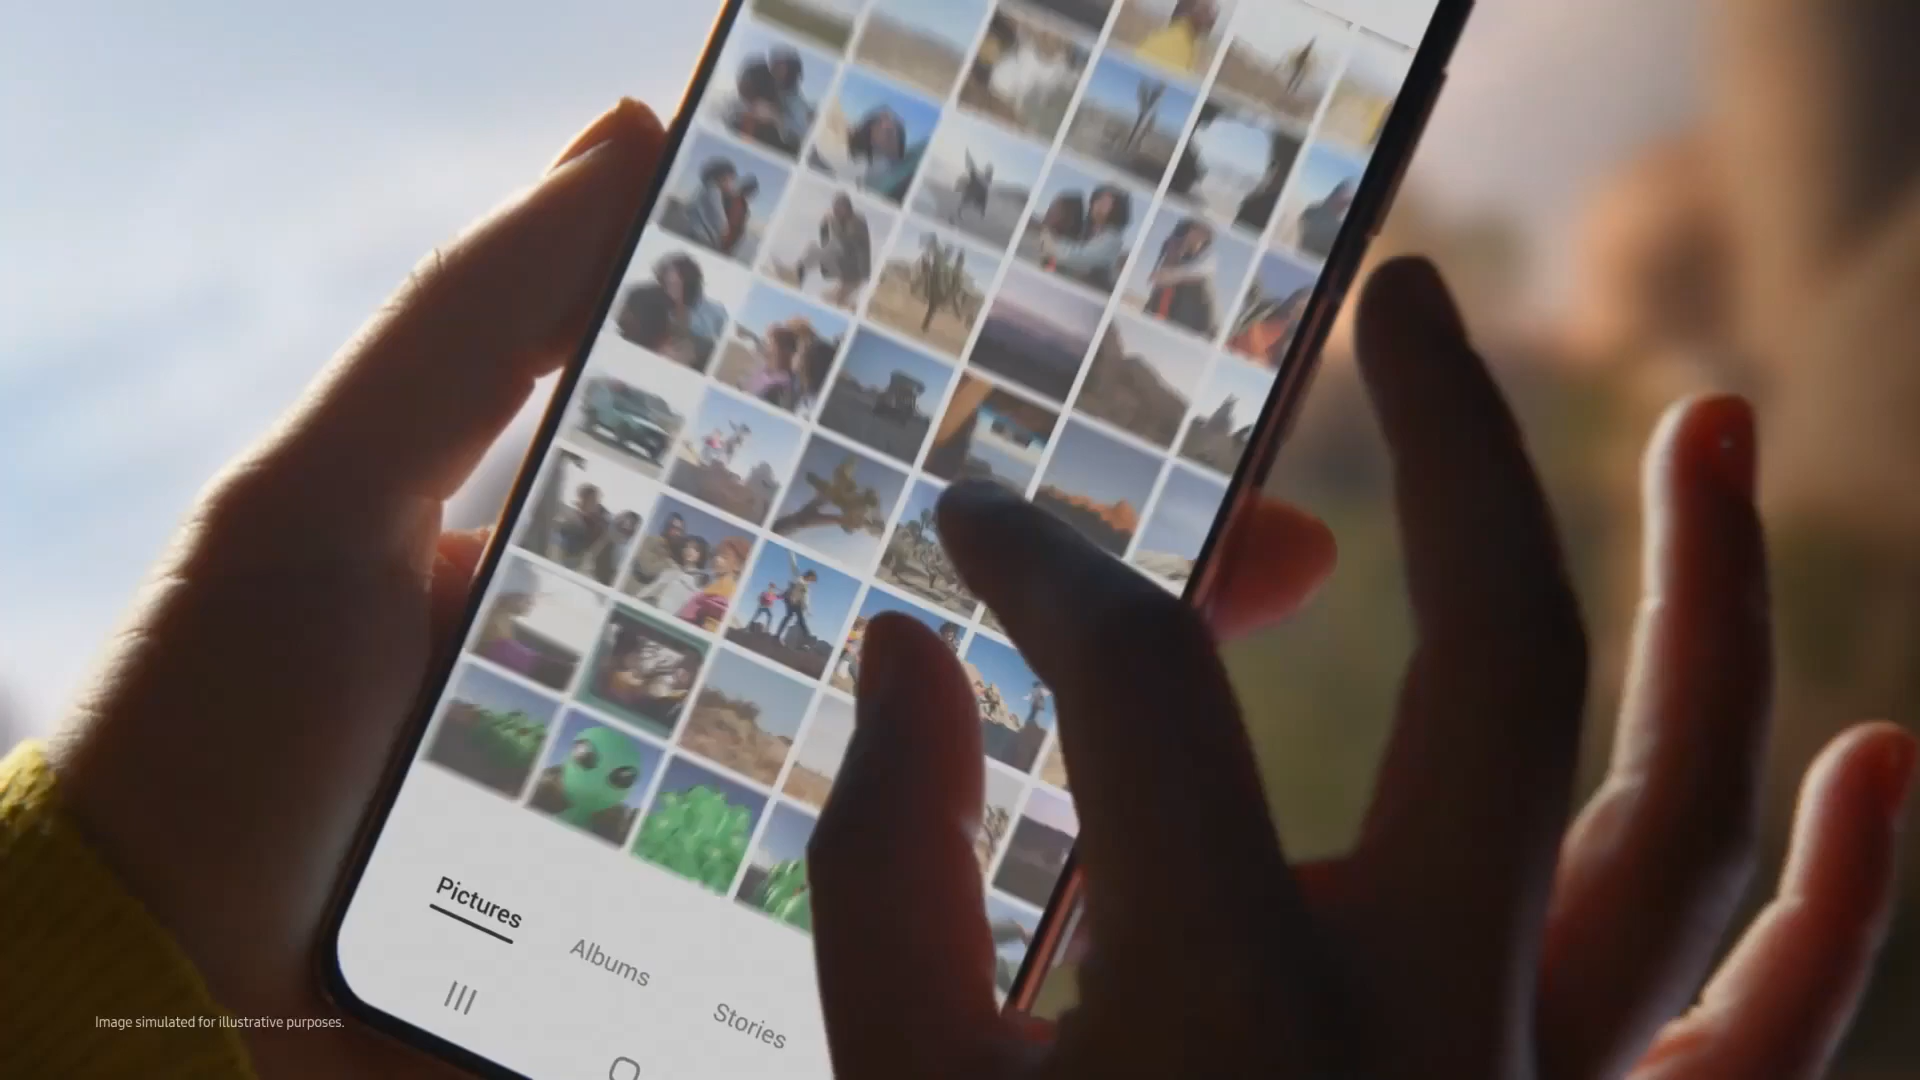 Pictures
Albums
Stories
Image simulated for illustrative purposes.